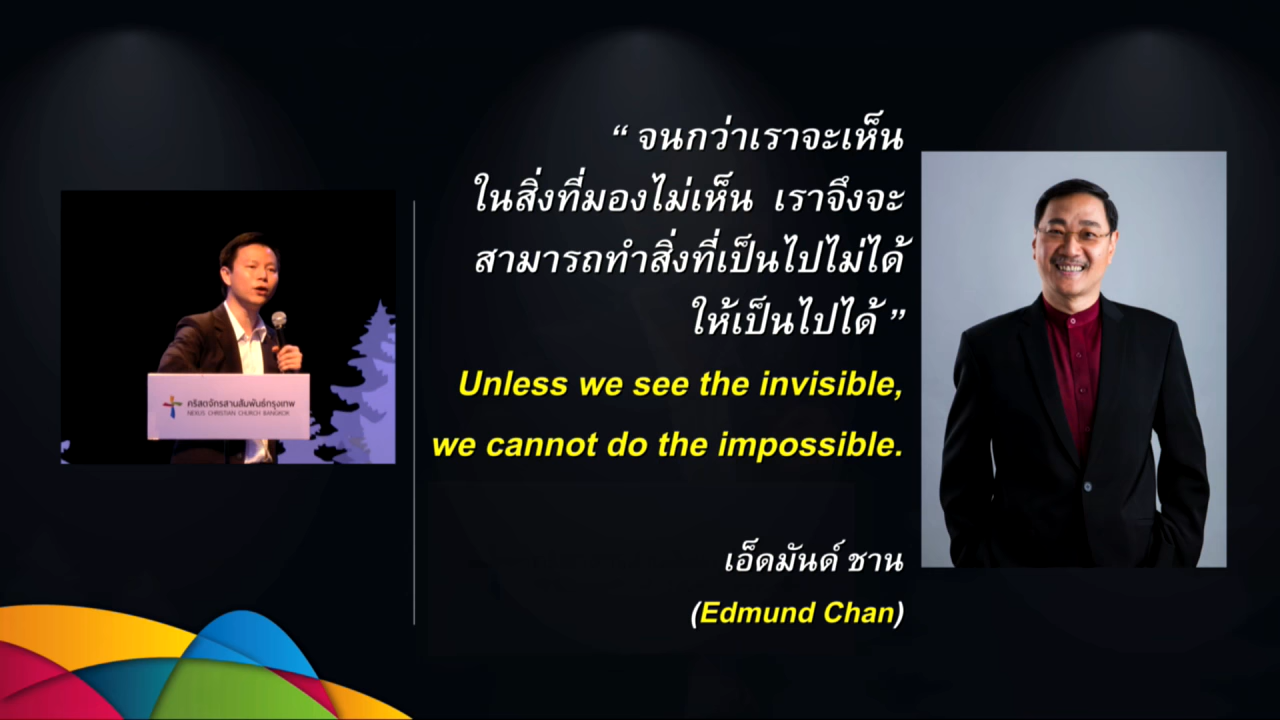 “ จนกว่าเราจะเห็น
ในสิ่งที่มองไม่เห็น เราจึงจะ
สามารถทำสิ่งที่เป็นไปไม่ได้
ให้เป็นไปได้ ”
Unless we see the invisible,
we cannot do the impossible.
เอ็ดมันด์ ชาน
(Edmund Chan)
คริสตจักรสานสัมพันธ์กรุงเทพ
NEXUS CHRISTIAN CHURCH BANGKOK